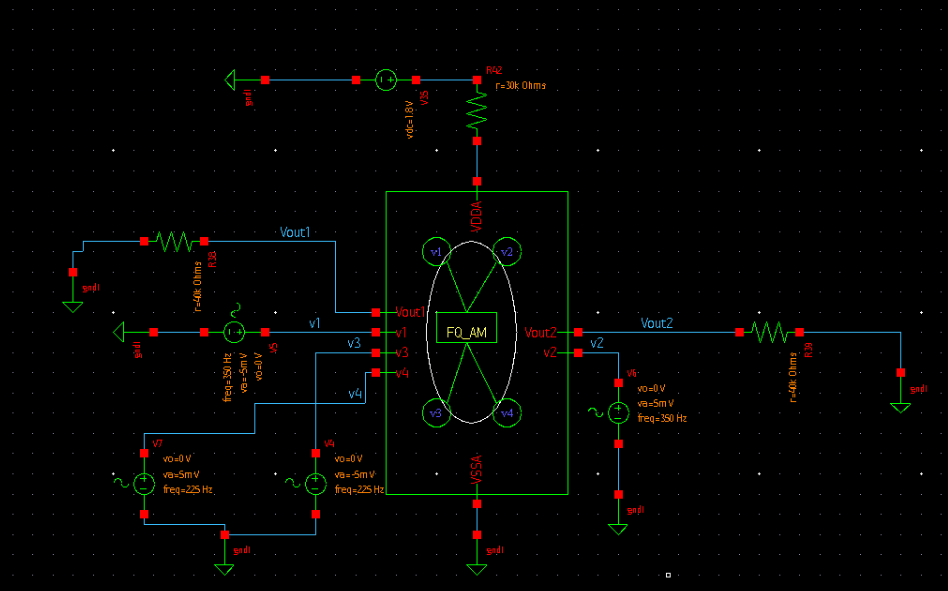 R42
r=30k Ohms
gnd!
V35
vdc=1.8 V
VDDA
Vout1
R38
r=40k Ohms
gnd!
v1
v2
Vout1
v1
v3
v4
FQ_AM
Vout2
v2
Vout2
v2
R39
r=40k Ohms
gnd!
v1
v3
v4
gnd!
V5
freq=350 Hz
va=-5m V
vo=0 V
v3
v4
V6
vo=0 V
va=5m V
freq=350 Hz
gnd!
V7
vo=0 V
va=5m V
freq=225 Hz
vo=0 V
va=-5m V
freq=225 Hz
gnd!
VSSA
gnd!